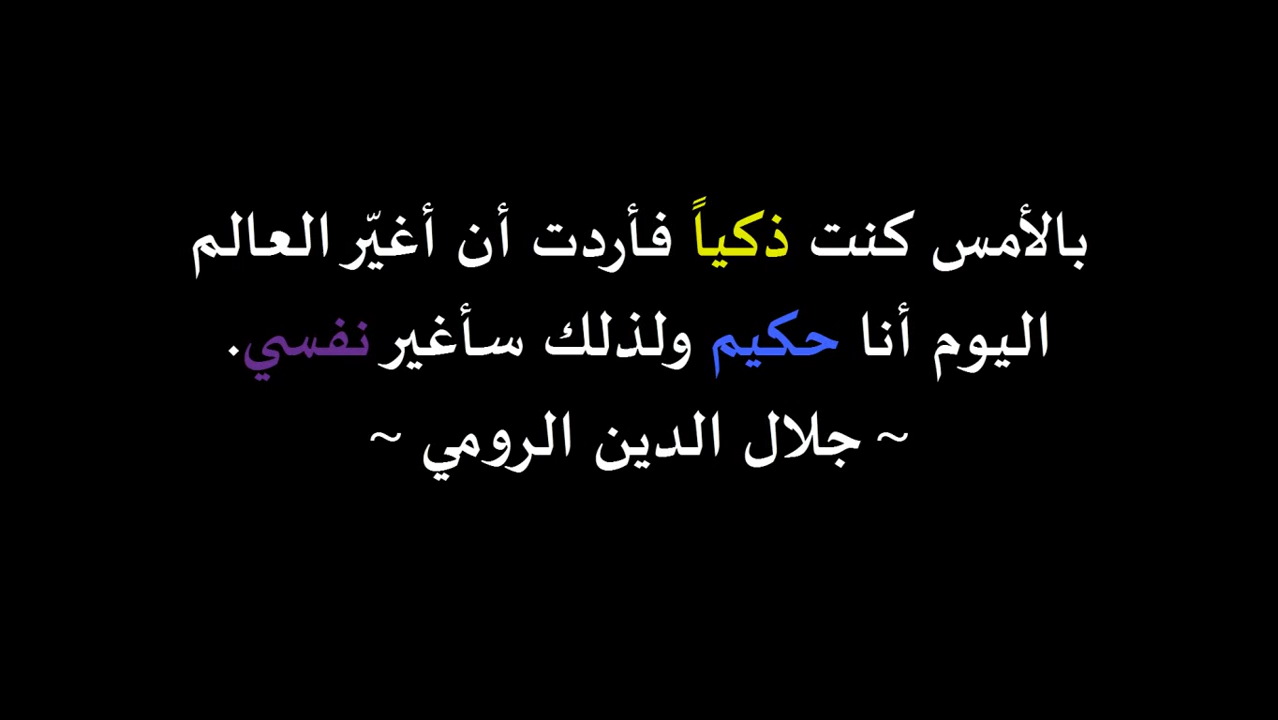 بالأمس كنت ذكياً فأردت أن أغيّر العالم
اليوم أنا حكيم ولذلك سأغير نفسي.
~ جلال الدين الرومي ~